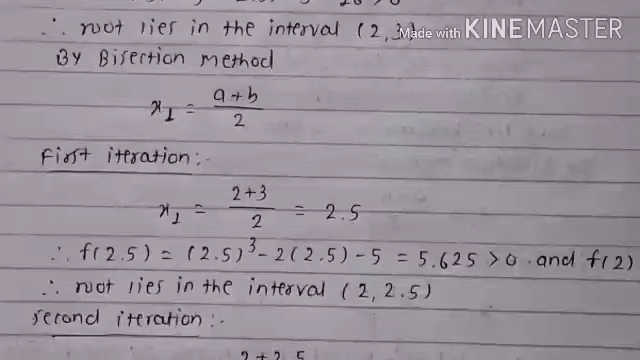 ∴ root lies in the interval (2, 3)
Made with KINEMASTER
By Bisection method
x1 = a+b / 2
First iteration:-
x1 = 2+3 / 2 = 2.5
∴ f(2.5) = (2.5)³ - 2(2.5) - 5 = 5.625 > 0 and f(2)
∴ root lies in the interval (2, 2.5)
second iteration:-